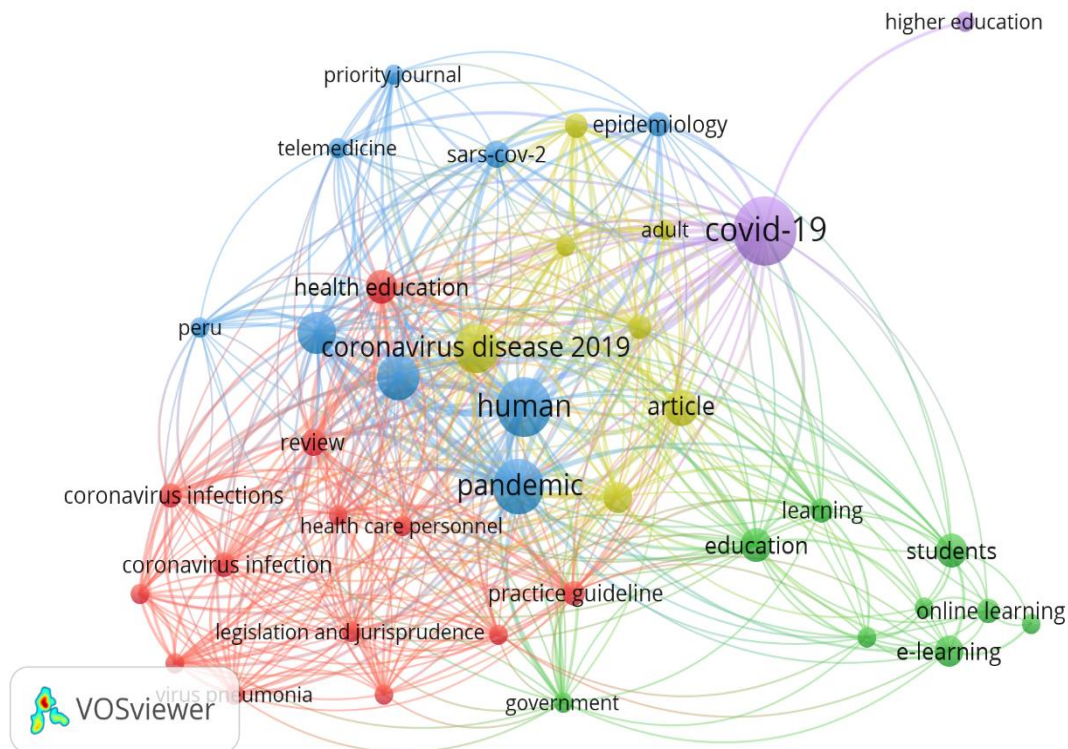 higher education
priority journal
epidemiology
telemedicine
sars-cov-2
adult
covid-19
health education
peru
coronavirus disease 2019
human
article
review
pandemic
coronavirus infections
learning
health care personnel
education
students
coronavirus infection
practice guideline
online learning
legislation and jurisprudence
e-learning
virus pneumonia
government
VOSviewer